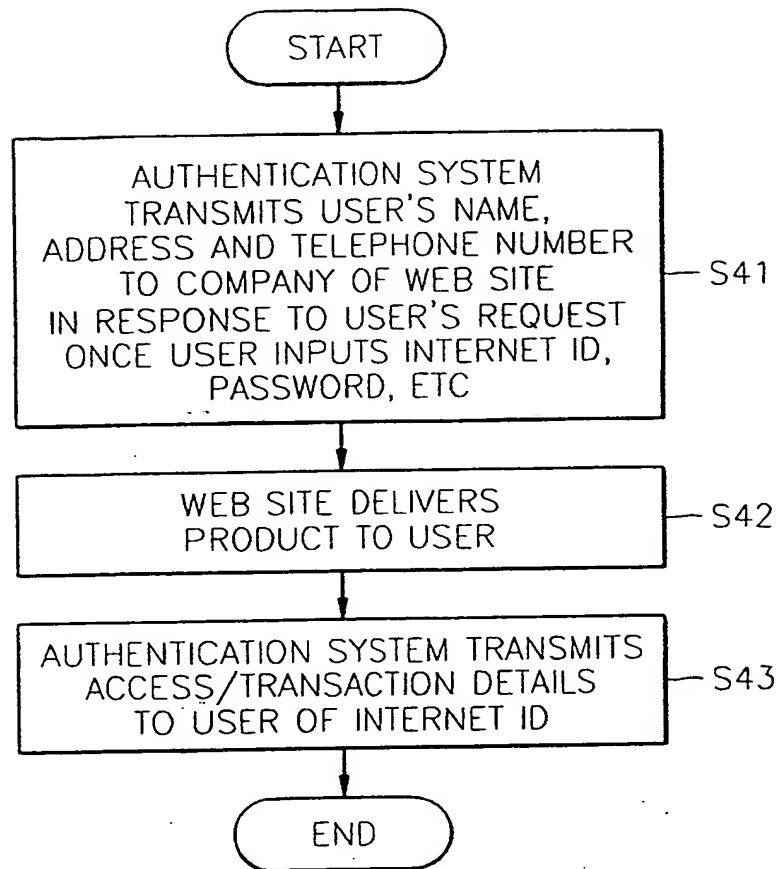 START
AUTHENTICATION SYSTEM
TRANSMITS USER'S NAME,
ADDRESS AND TELEPHONE NUMBER
TO COMPANY OF WEB SITE
IN RESPONSE TO USER'S REQUEST
ONCE USER INPUTS INTERNET ID,
PASSWORD, ETC
S41
WEB SITE DELIVERS
PRODUCT TO USER
S42
AUTHENTICATION SYSTEM TRANSMITS
ACCESS/TRANSACTION DETAILS
TO USER OF INTERNET ID
S43
END